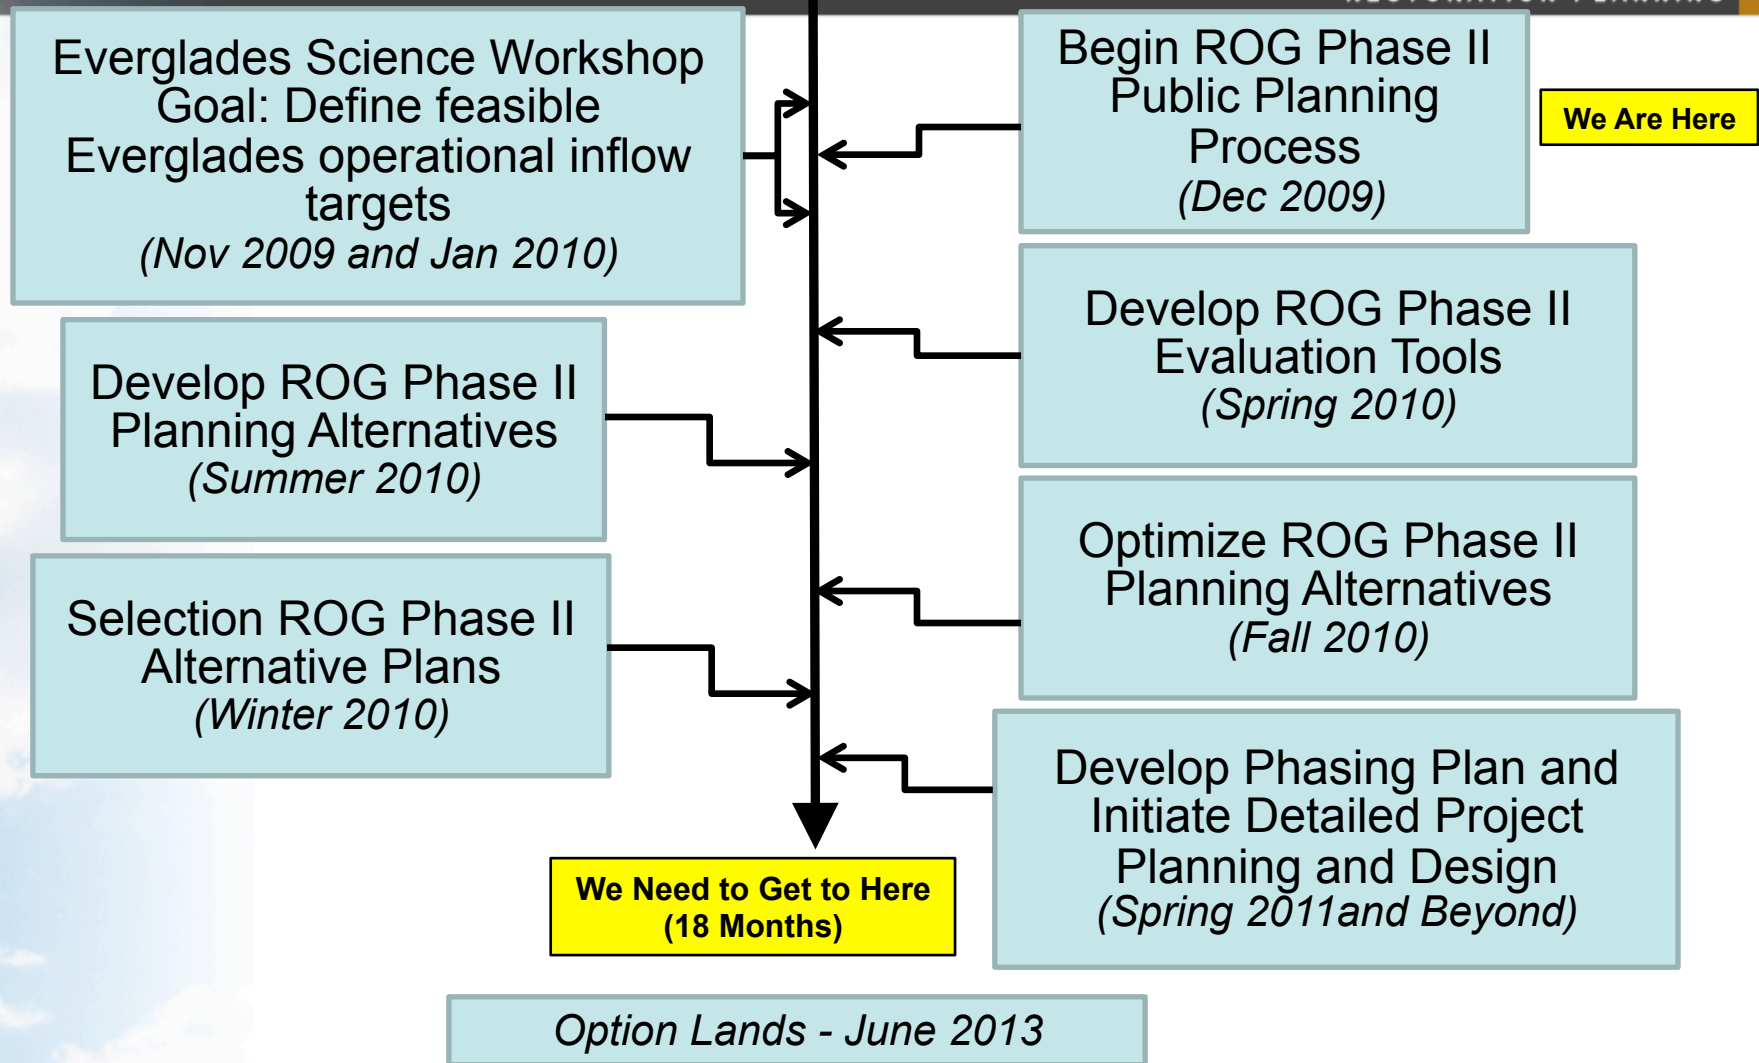 Everglades Science Workshop
Goal: Define feasible
Everglades operational inflow
targets
(Nov 2009 and Jan 2010)
Begin ROG Phase II
Public Planning
Process
(Dec 2009)
We Are Here
Develop ROG Phase II
Evaluation Tools
(Spring 2010)
Develop ROG Phase II
Planning Alternatives
(Summer 2010)
Optimize ROG Phase II
Planning Alternatives
(Fall 2010)
Selection ROG Phase II
Alternative Plans
(Winter 2010)
Develop Phasing Plan and
Initiate Detailed Project
Planning and Design
(Spring 2011and Beyond)
We Need to Get to Here
(18 Months)
Option Lands - June 2013